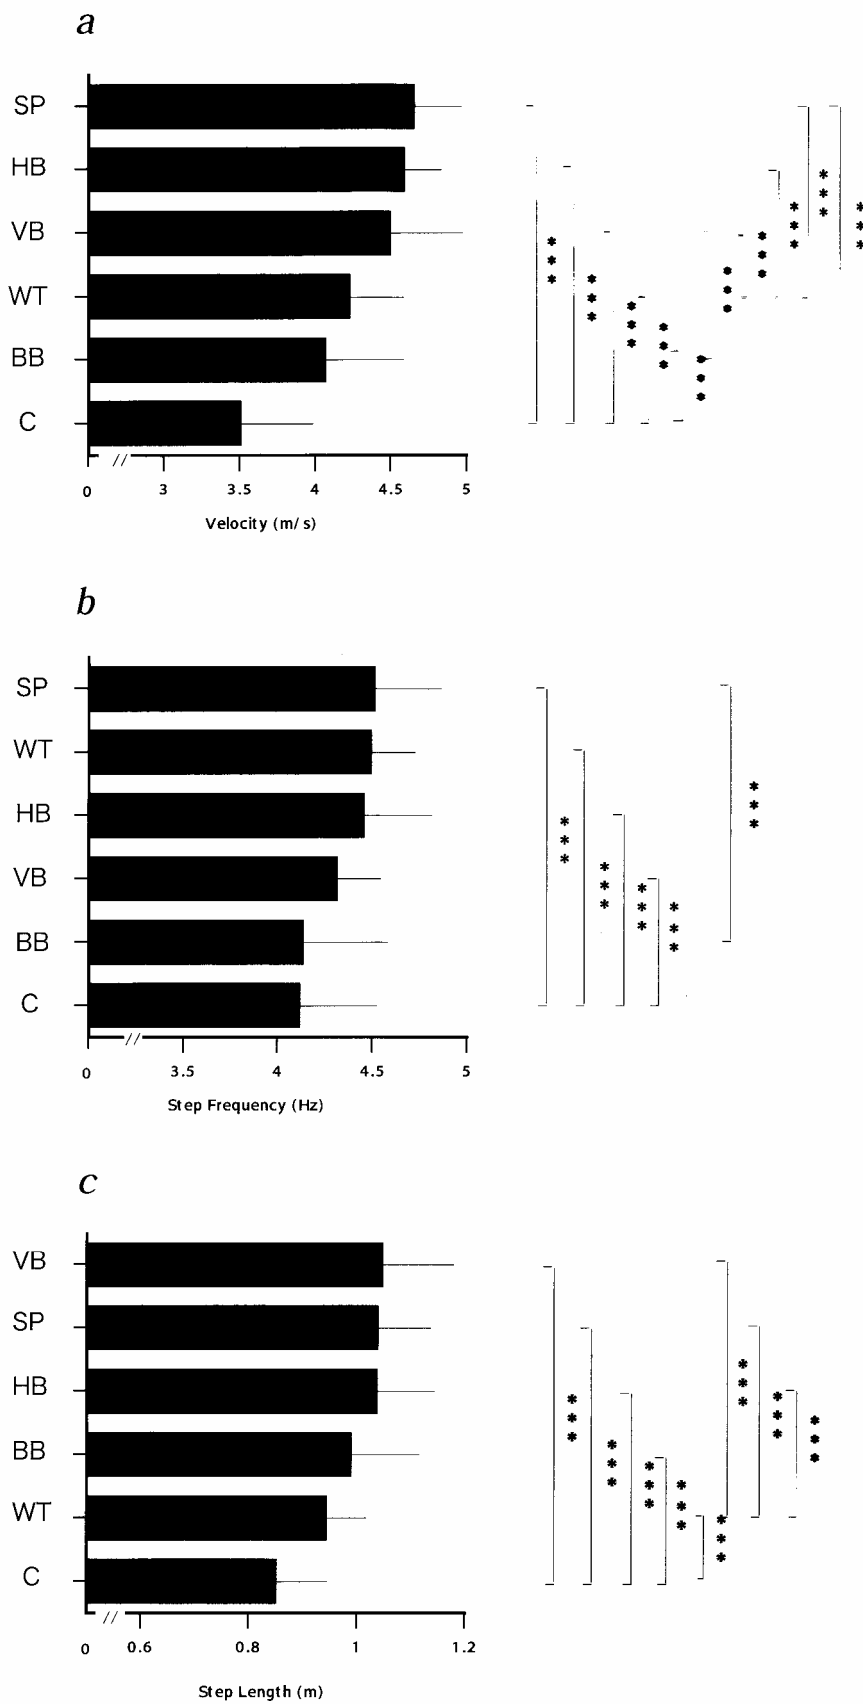 a
SP
HB
VB
WT
BB
C
0 // 3 3.5 4 4.5 5
Velocity (m/s)
b
SP
WT
HB
VB
BB
C
0 // 3.5 4 4.5 5
Step Frequency (Hz)
c
VB
SP
HB
BB
WT
C
0 // 0.6 0.8 1 1.2
Step Length (m)